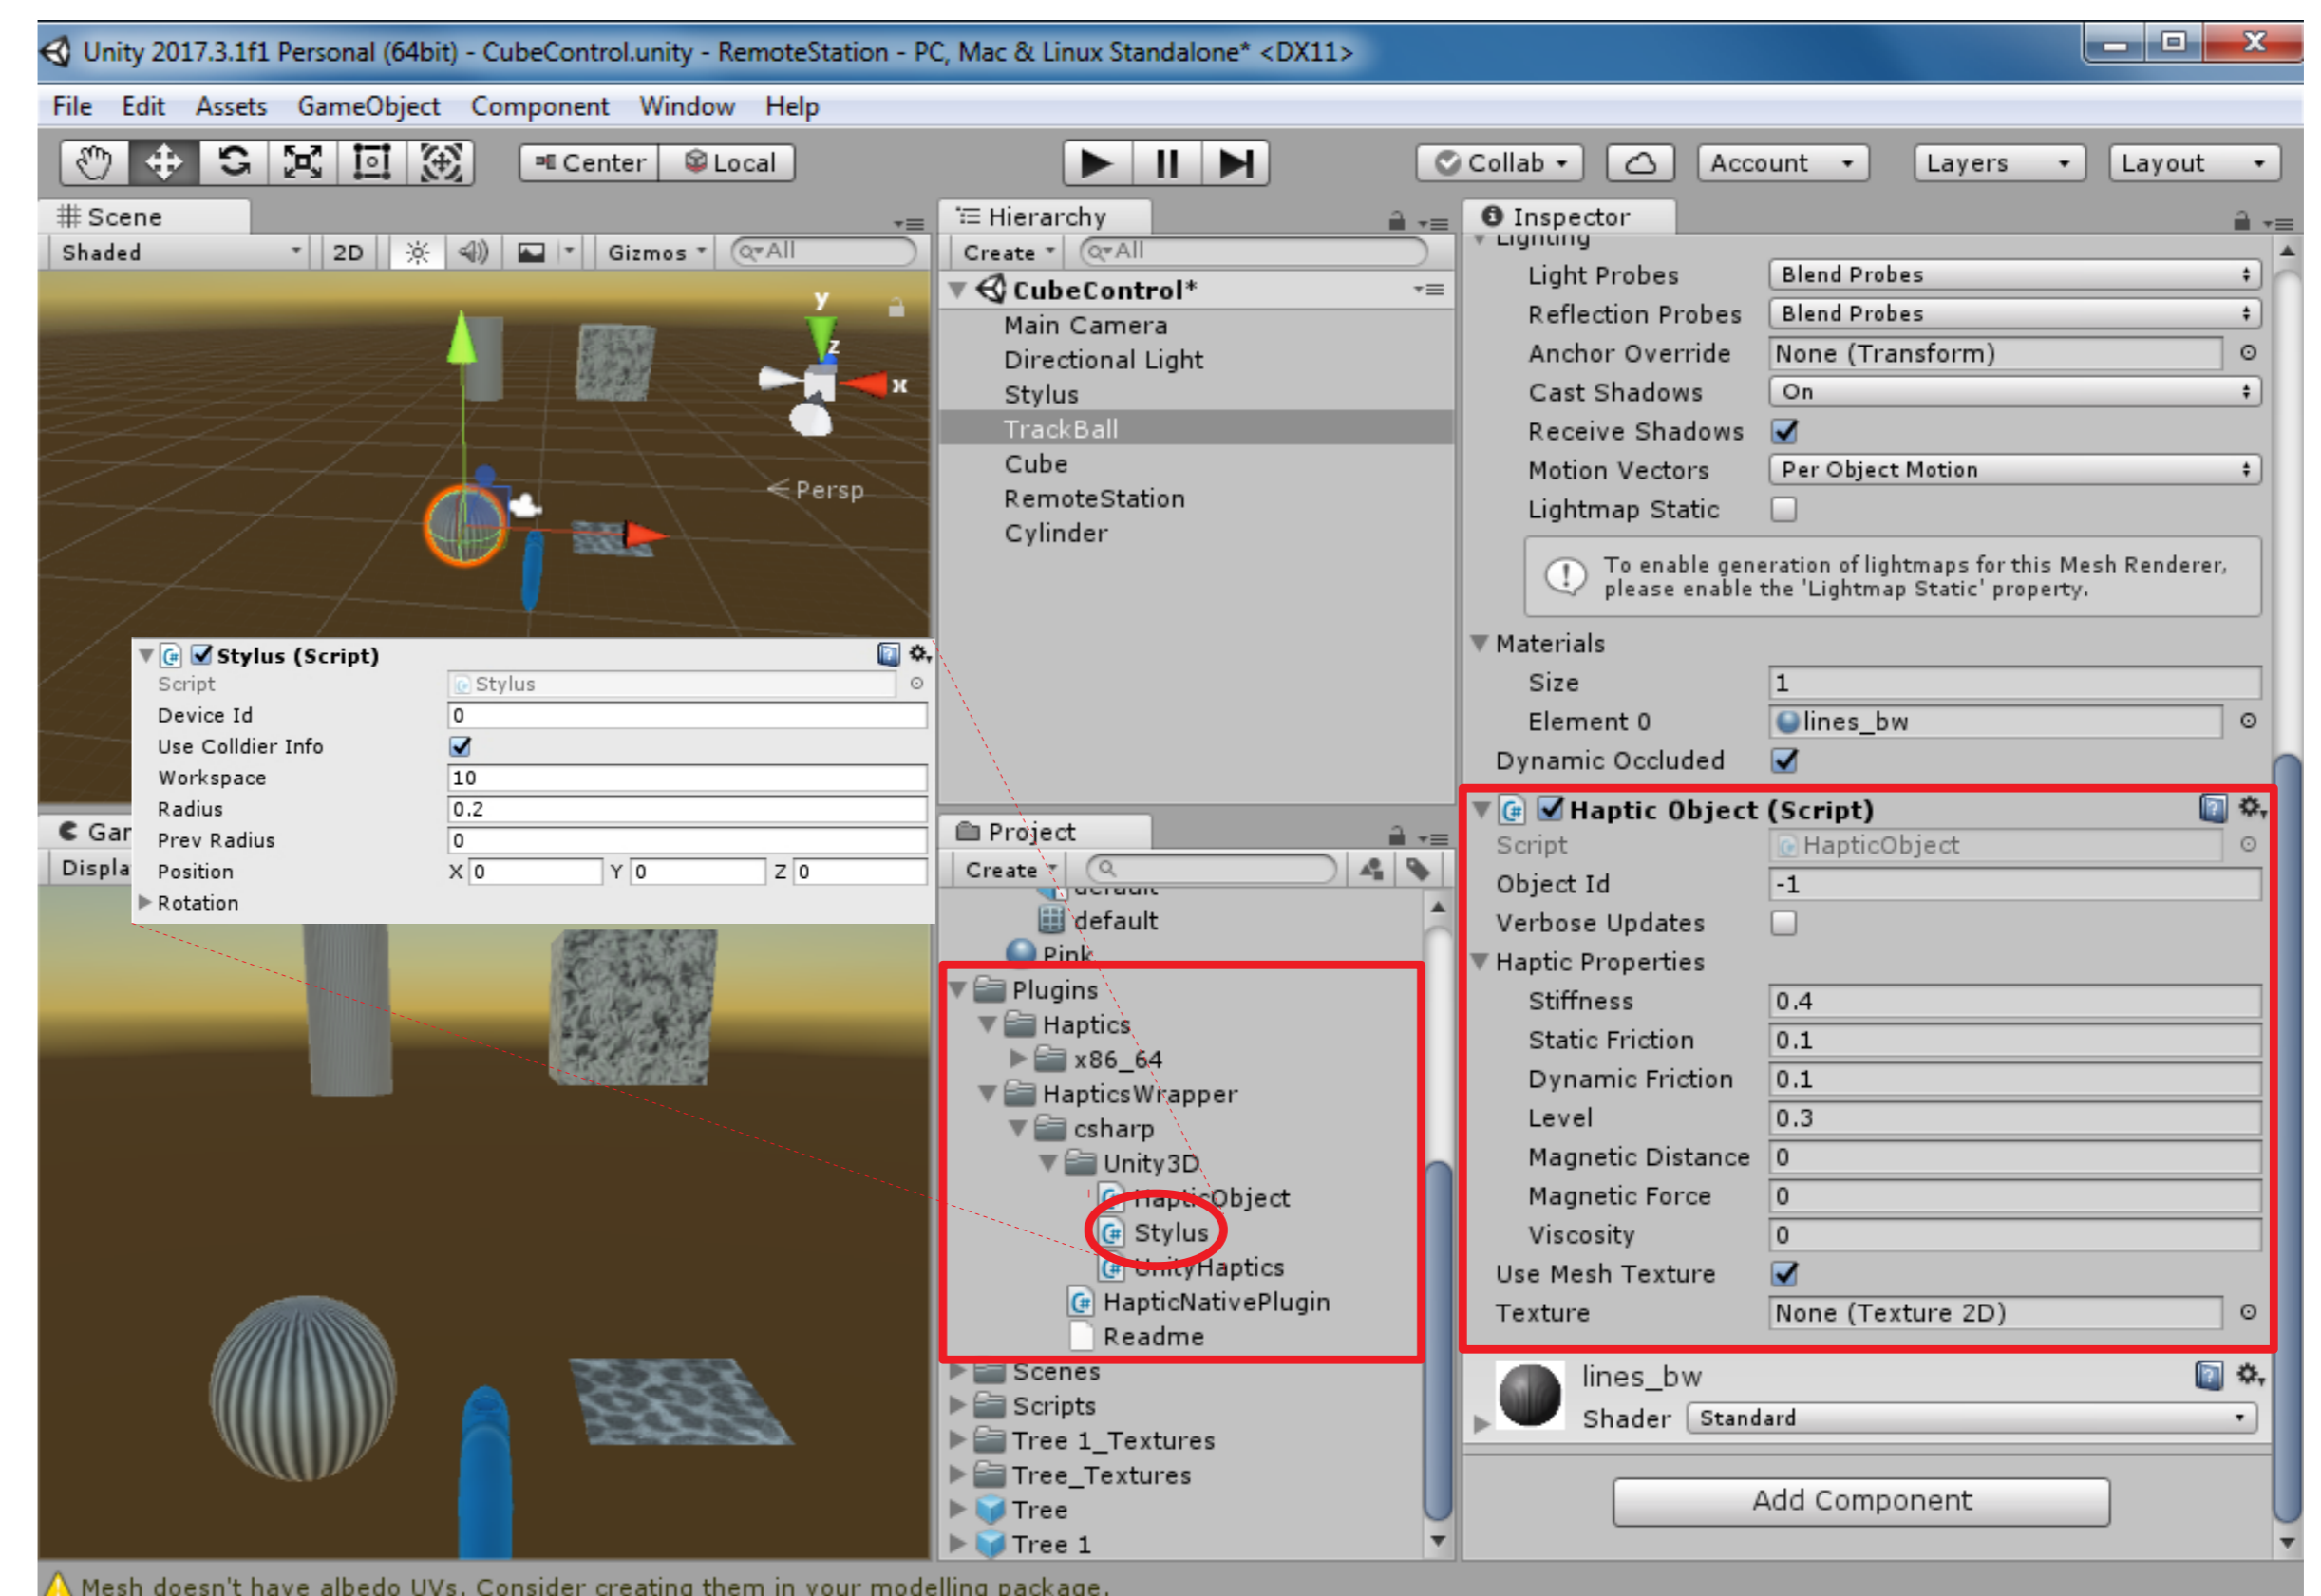 Unity 2017.3.1f1 Personal (64bit) - CubeControl.unity - RemoteStation - PC, Mac & Linux Standalone* <DX11>
File Edit Assets GameObject Component Window Help
Center Local Collab Account Layers Layout
Scene
Shaded 2D Gizmos All
y
z
x
Persp
Stylus (Script)
Script Stylus
Device Id 0
Use Colldier Info
Workspace 10
Radius 0.2
Prev Radius 0
Position X 0 Y 0 Z 0
Rotation
Gar
Displa
Hierarchy
Create All
CubeControl*
Main Camera
Directional Light
Stylus
TrackBall
Cube
RemoteStation
Cylinder
Project
Create
default
default
Pink
Plugins
Haptics
x86_64
HapticsWrapper
csharp
Unity3D
HapticObject
Stylus
UnityHaptics
HapticNativePlugin
Readme
Scenes
Scripts
Tree 1_Textures
Tree_Textures
Tree
Tree 1
Inspector
Lighting
Light Probes Blend Probes
Reflection Probes Blend Probes
Anchor Override None (Transform)
Cast Shadows On
Receive Shadows
Motion Vectors Per Object Motion
Lightmap Static
To enable generation of lightmaps for this Mesh Renderer,
please enable the 'Lightmap Static' property.
Materials
Size 1
Element 0 lines_bw
Dynamic Occluded
Haptic Object (Script)
Script HapticObject
Object Id -1
Verbose Updates
Haptic Properties
Stiffness 0.4
Static Friction 0.1
Dynamic Friction 0.1
Level 0.3
Magnetic Distance 0
Magnetic Force 0
Viscosity 0
Use Mesh Texture
Texture None (Texture 2D)
lines_bw
Shader Standard
Add Component
Mesh doesn't have albedo UVs. Consider creating them in your modelling package.